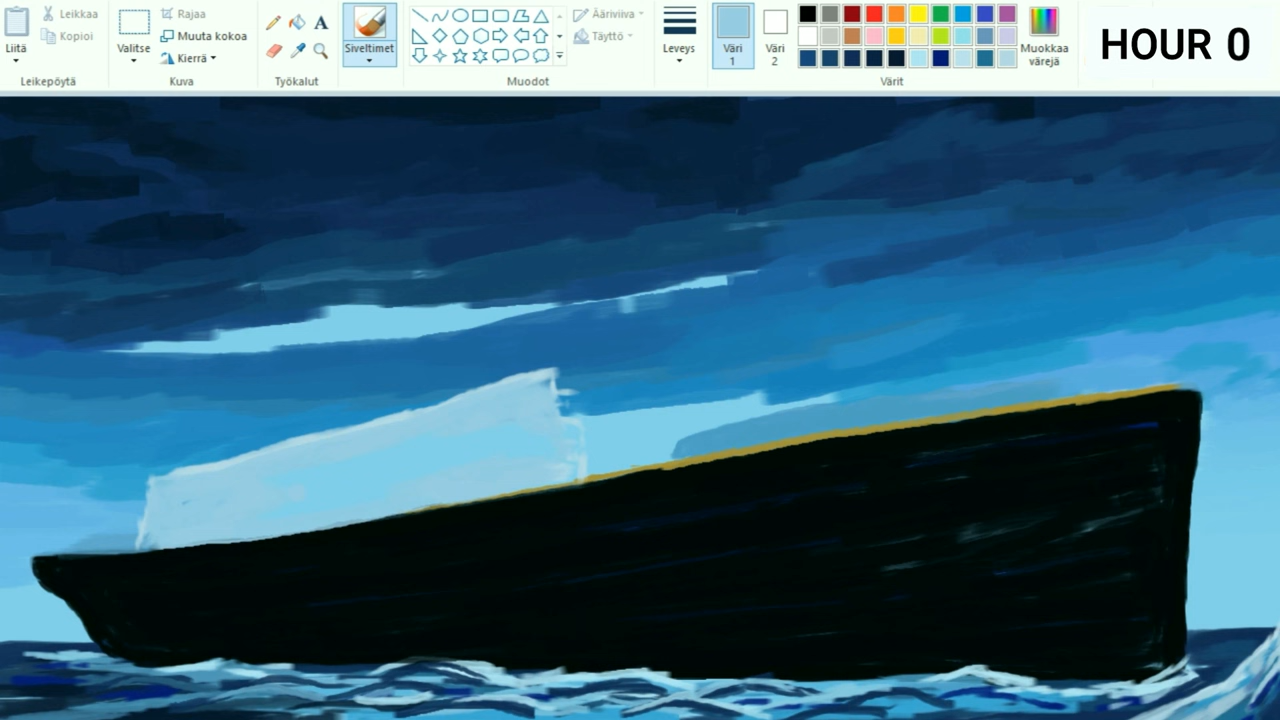 Liitä
Leikkaa
Kopioi
Leikepöytä
Valitse
Rajaa
Muuta kokoa
Kierrä
Kuva
A
Työkalut
Siveltimet
Ääriviiva
Täyttö
Muodot
Leveys
Väri
1
Väri
2
Muokkaa
värejä
Värit
HOUR 0